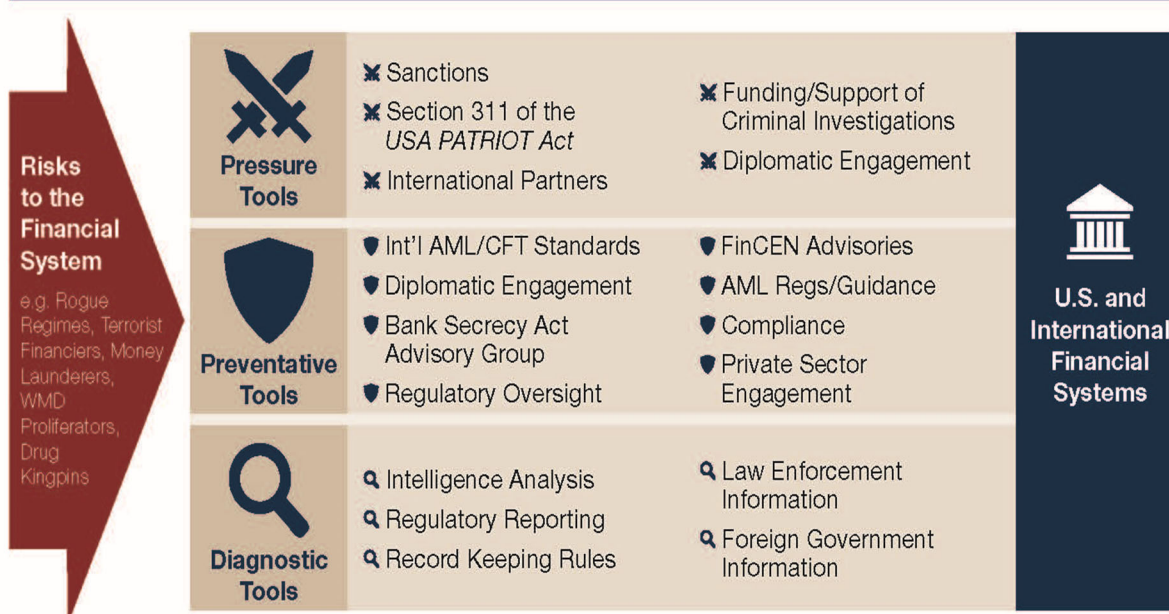 Risks
to the
Financial
System
e.g. Rogue
Regimes, Terrorist
Financiers, Money
Launderers,
WMD
Proliferators,
Drug
Kingpins
Pressure
Tools
Sanctions
Section 311 of the
USA PATRIOT Act
International Partners
Funding/Support of
Criminal Investigations
Diplomatic Engagement
Preventative
Tools
Int'l AML/CFT Standards
Diplomatic Engagement
Bank Secrecy Act
Advisory Group
Regulatory Oversight
FinCEN Advisories
AML Regs/Guidance
Compliance
Private Sector
Engagement
Diagnostic
Tools
Intelligence Analysis
Regulatory Reporting
Record Keeping Rules
Law Enforcement
Information
Foreign Government
Information
U.S. and
International
Financial
Systems